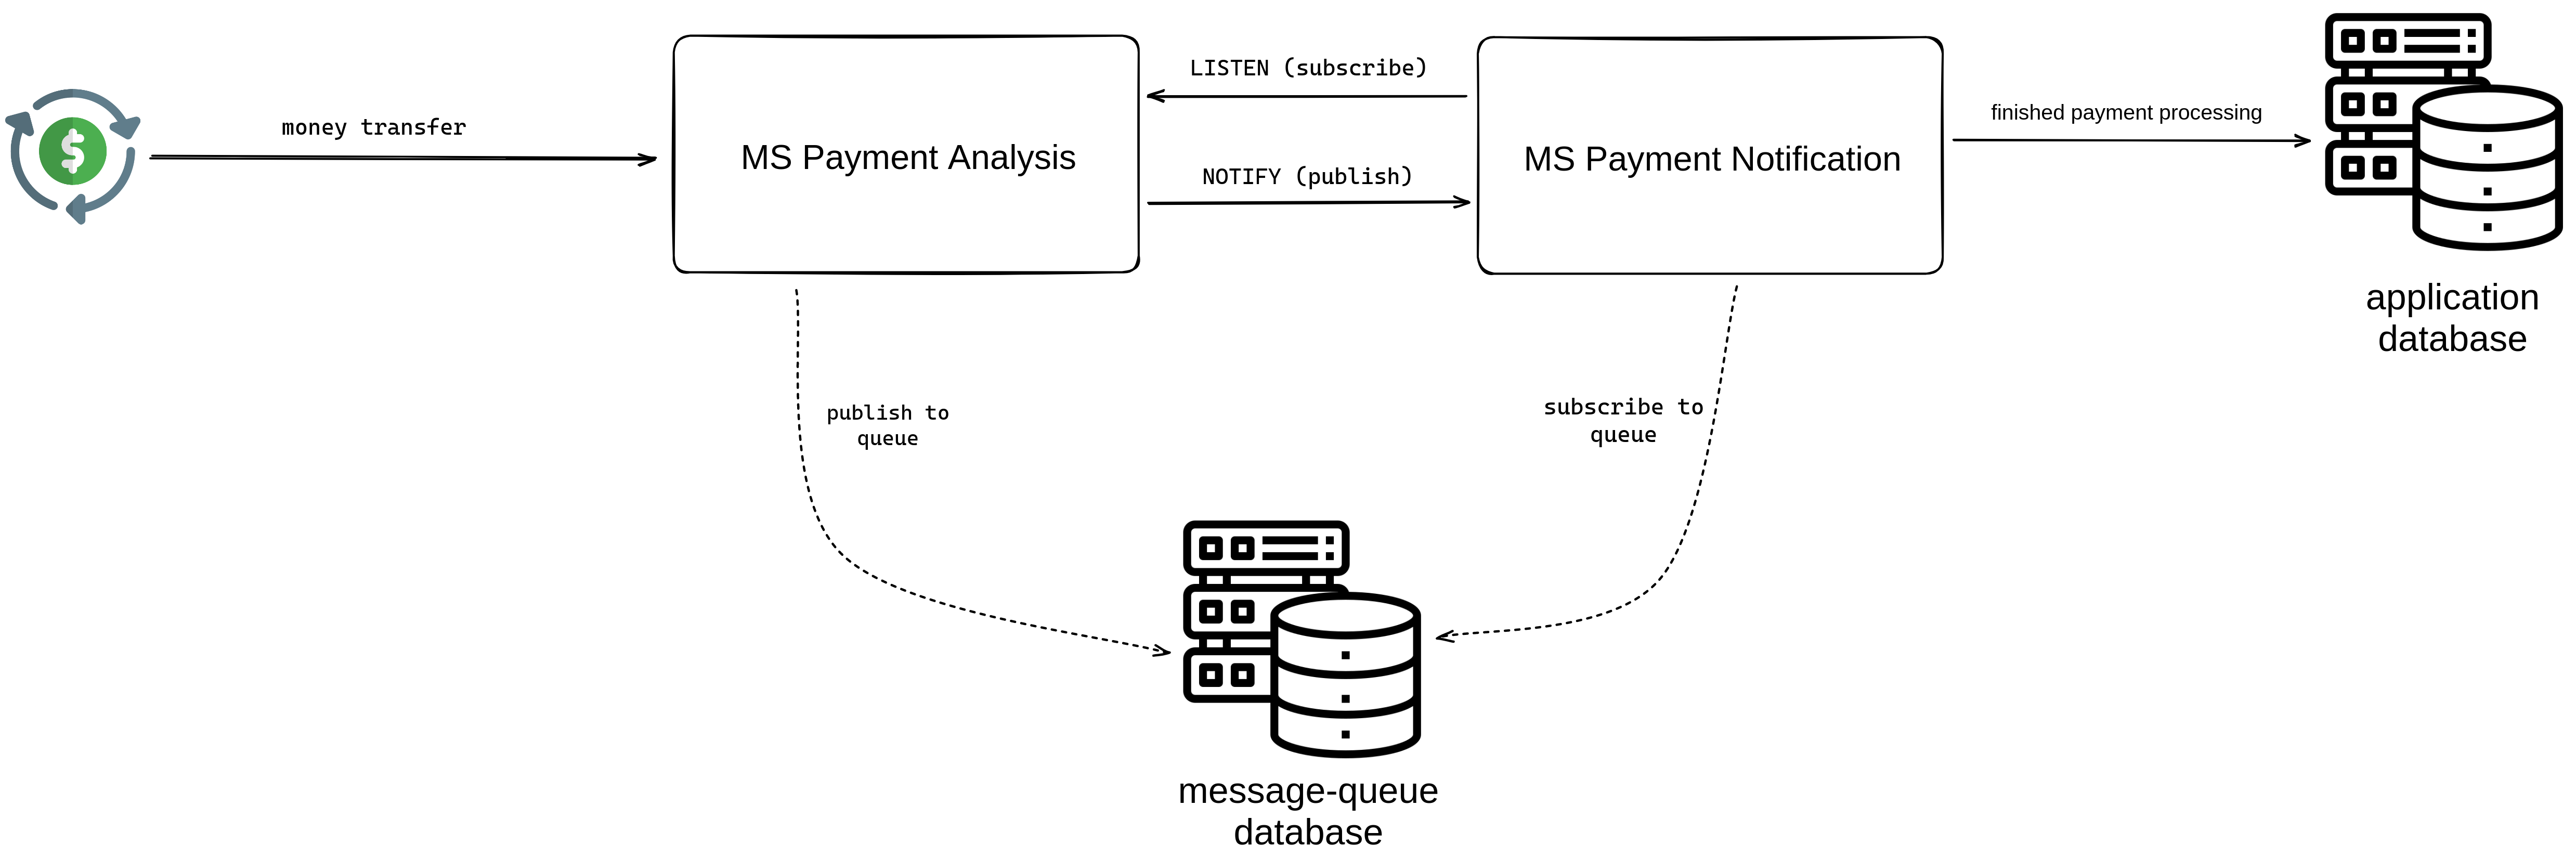 money transfer
MS Payment Analysis
LISTEN (subscribe)
NOTIFY (publish)
MS Payment Notification
finished payment processing
application
database
publish to
queue
subscribe to
queue
message-queue
database